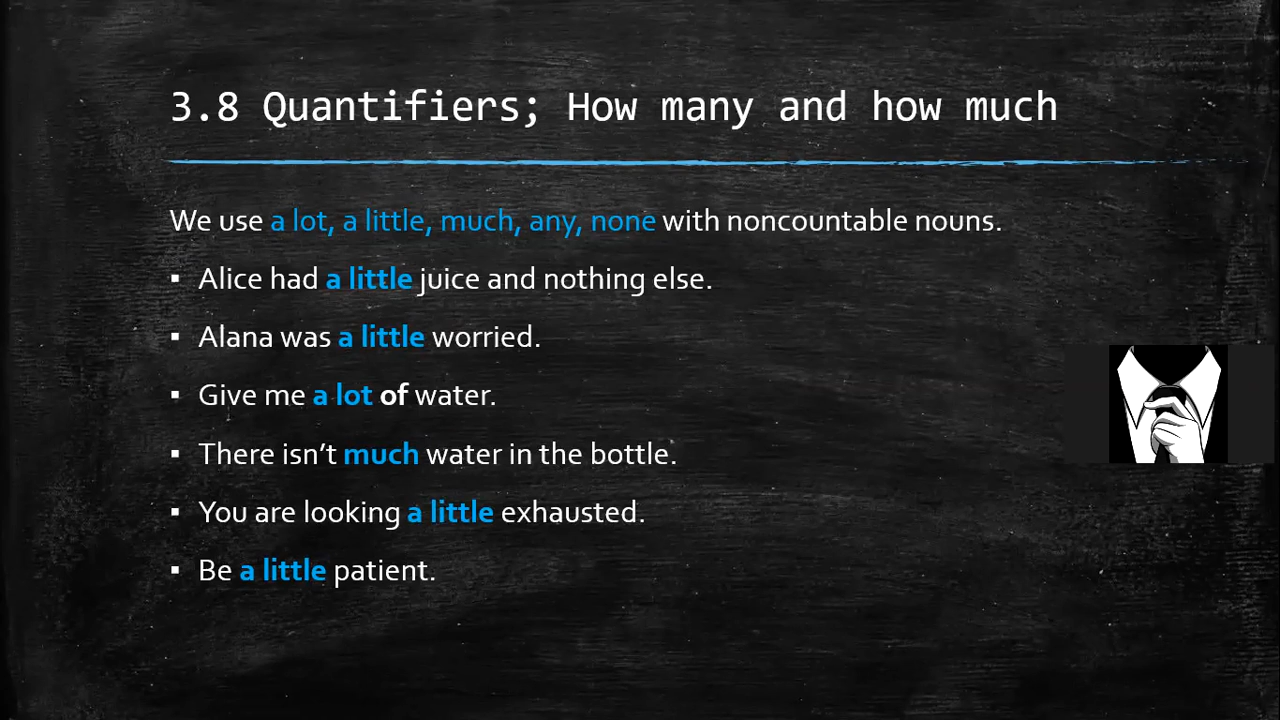 3.8 Quantifiers; How many and how much
We use a lot, a little, much, any, none with noncountable nouns.
▪ Alice had a little juice and nothing else.
▪ Alana was a little worried.
▪ Give me a lot of water.
▪ There isn’t much water in the bottle.
▪ You are looking a little exhausted.
▪ Be a little patient.